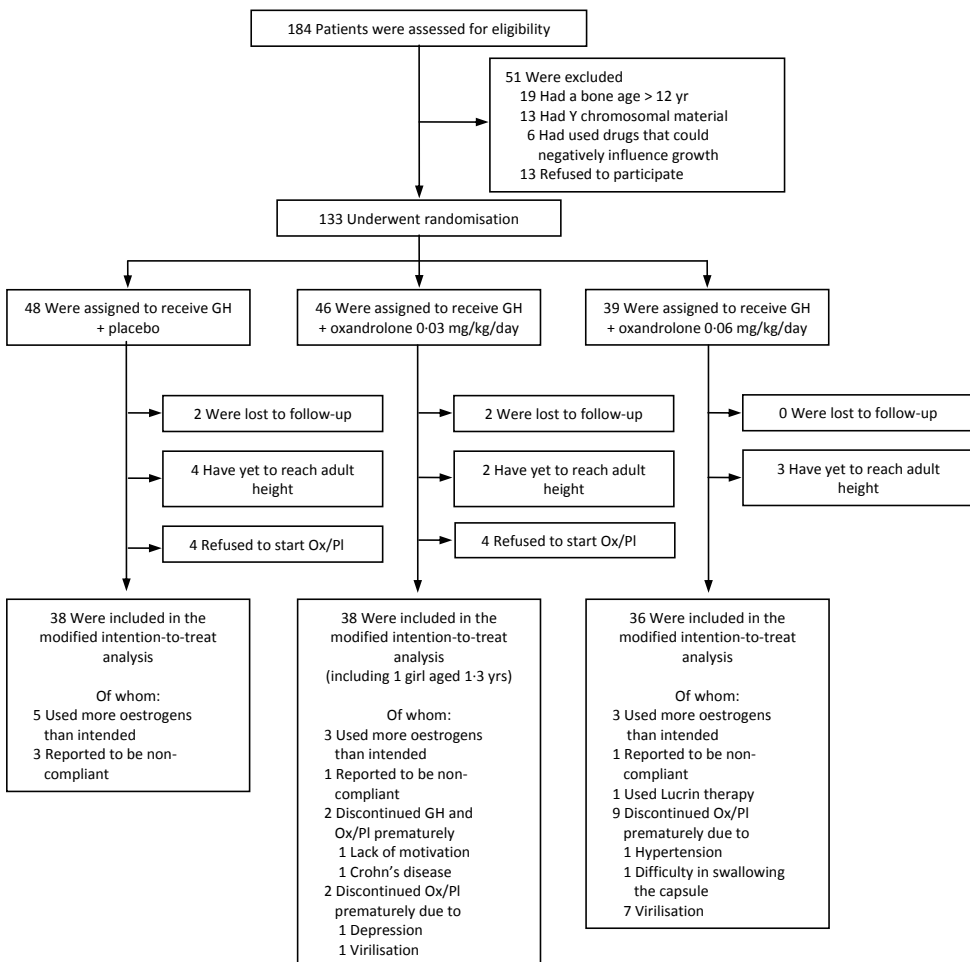 184 Patients were assessed for eligibility
51 Were excluded
19 Had a bone age > 12 yr
13 Had Y chromosomal material
6 Had used drugs that could
negatively influence growth
13 Refused to participate
133 Underwent randomisation
48 Were assigned to receive GH
+ placebo
46 Were assigned to receive GH
+ oxandrolone 0·03 mg/kg/day
39 Were assigned to receive GH
+ oxandrolone 0·06 mg/kg/day
2 Were lost to follow-up
2 Were lost to follow-up
0 Were lost to follow-up
4 Have yet to reach adult
height
2 Have yet to reach adult
height
3 Have yet to reach adult
height
4 Refused to start Ox/Pl
4 Refused to start Ox/Pl
38 Were included in the
modified intention-to-treat
analysis
Of whom:
5 Used more oestrogens
than intended
3 Reported to be non-
compliant
38 Were included in the
modified intention-to-treat
analysis
(including 1 girl aged 1·3 yrs)
Of whom:
3 Used more oestrogens
than intended
1 Reported to be non-
compliant
2 Discontinued GH and
Ox/Pl prematurely
1 Lack of motivation
1 Crohn's disease
2 Discontinued Ox/Pl
prematurely due to
1 Depression
1 Virilisation
36 Were included in the
modified intention-to-treat
analysis
Of whom:
3 Used more oestrogens
than intended
1 Reported to be non-
compliant
1 Used Lucrin therapy
9 Discontinued Ox/Pl
prematurely due to
1 Hypertension
1 Difficulty in swallowing
the capsule
7 Virilisation